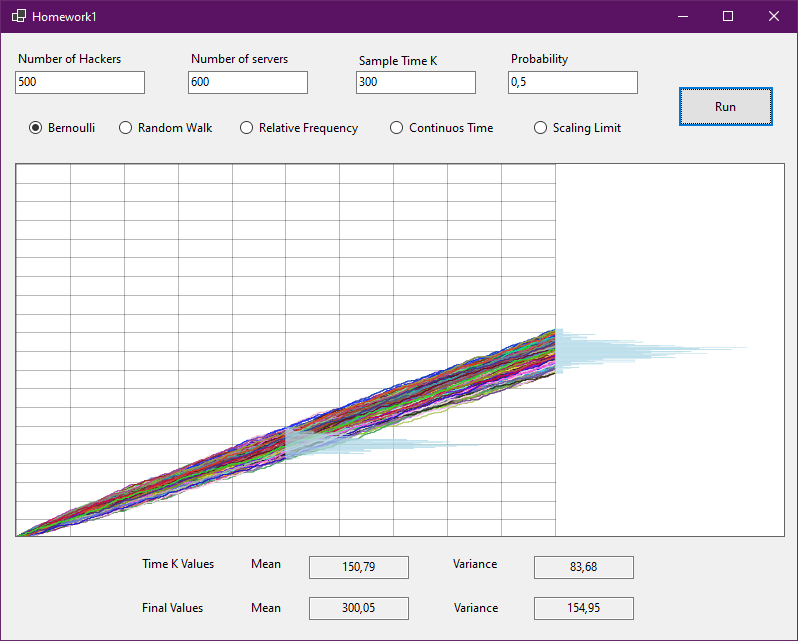 Homework1
Number of Hackers Number of servers Sample Time K Probability
500 600 300 0,5
Run
Bernoulli Random Walk Relative Frequency Continuos Time Scaling Limit
Time K Values Mean 150,79 Variance 83,68
Final Values Mean 300,05 Variance 154,95